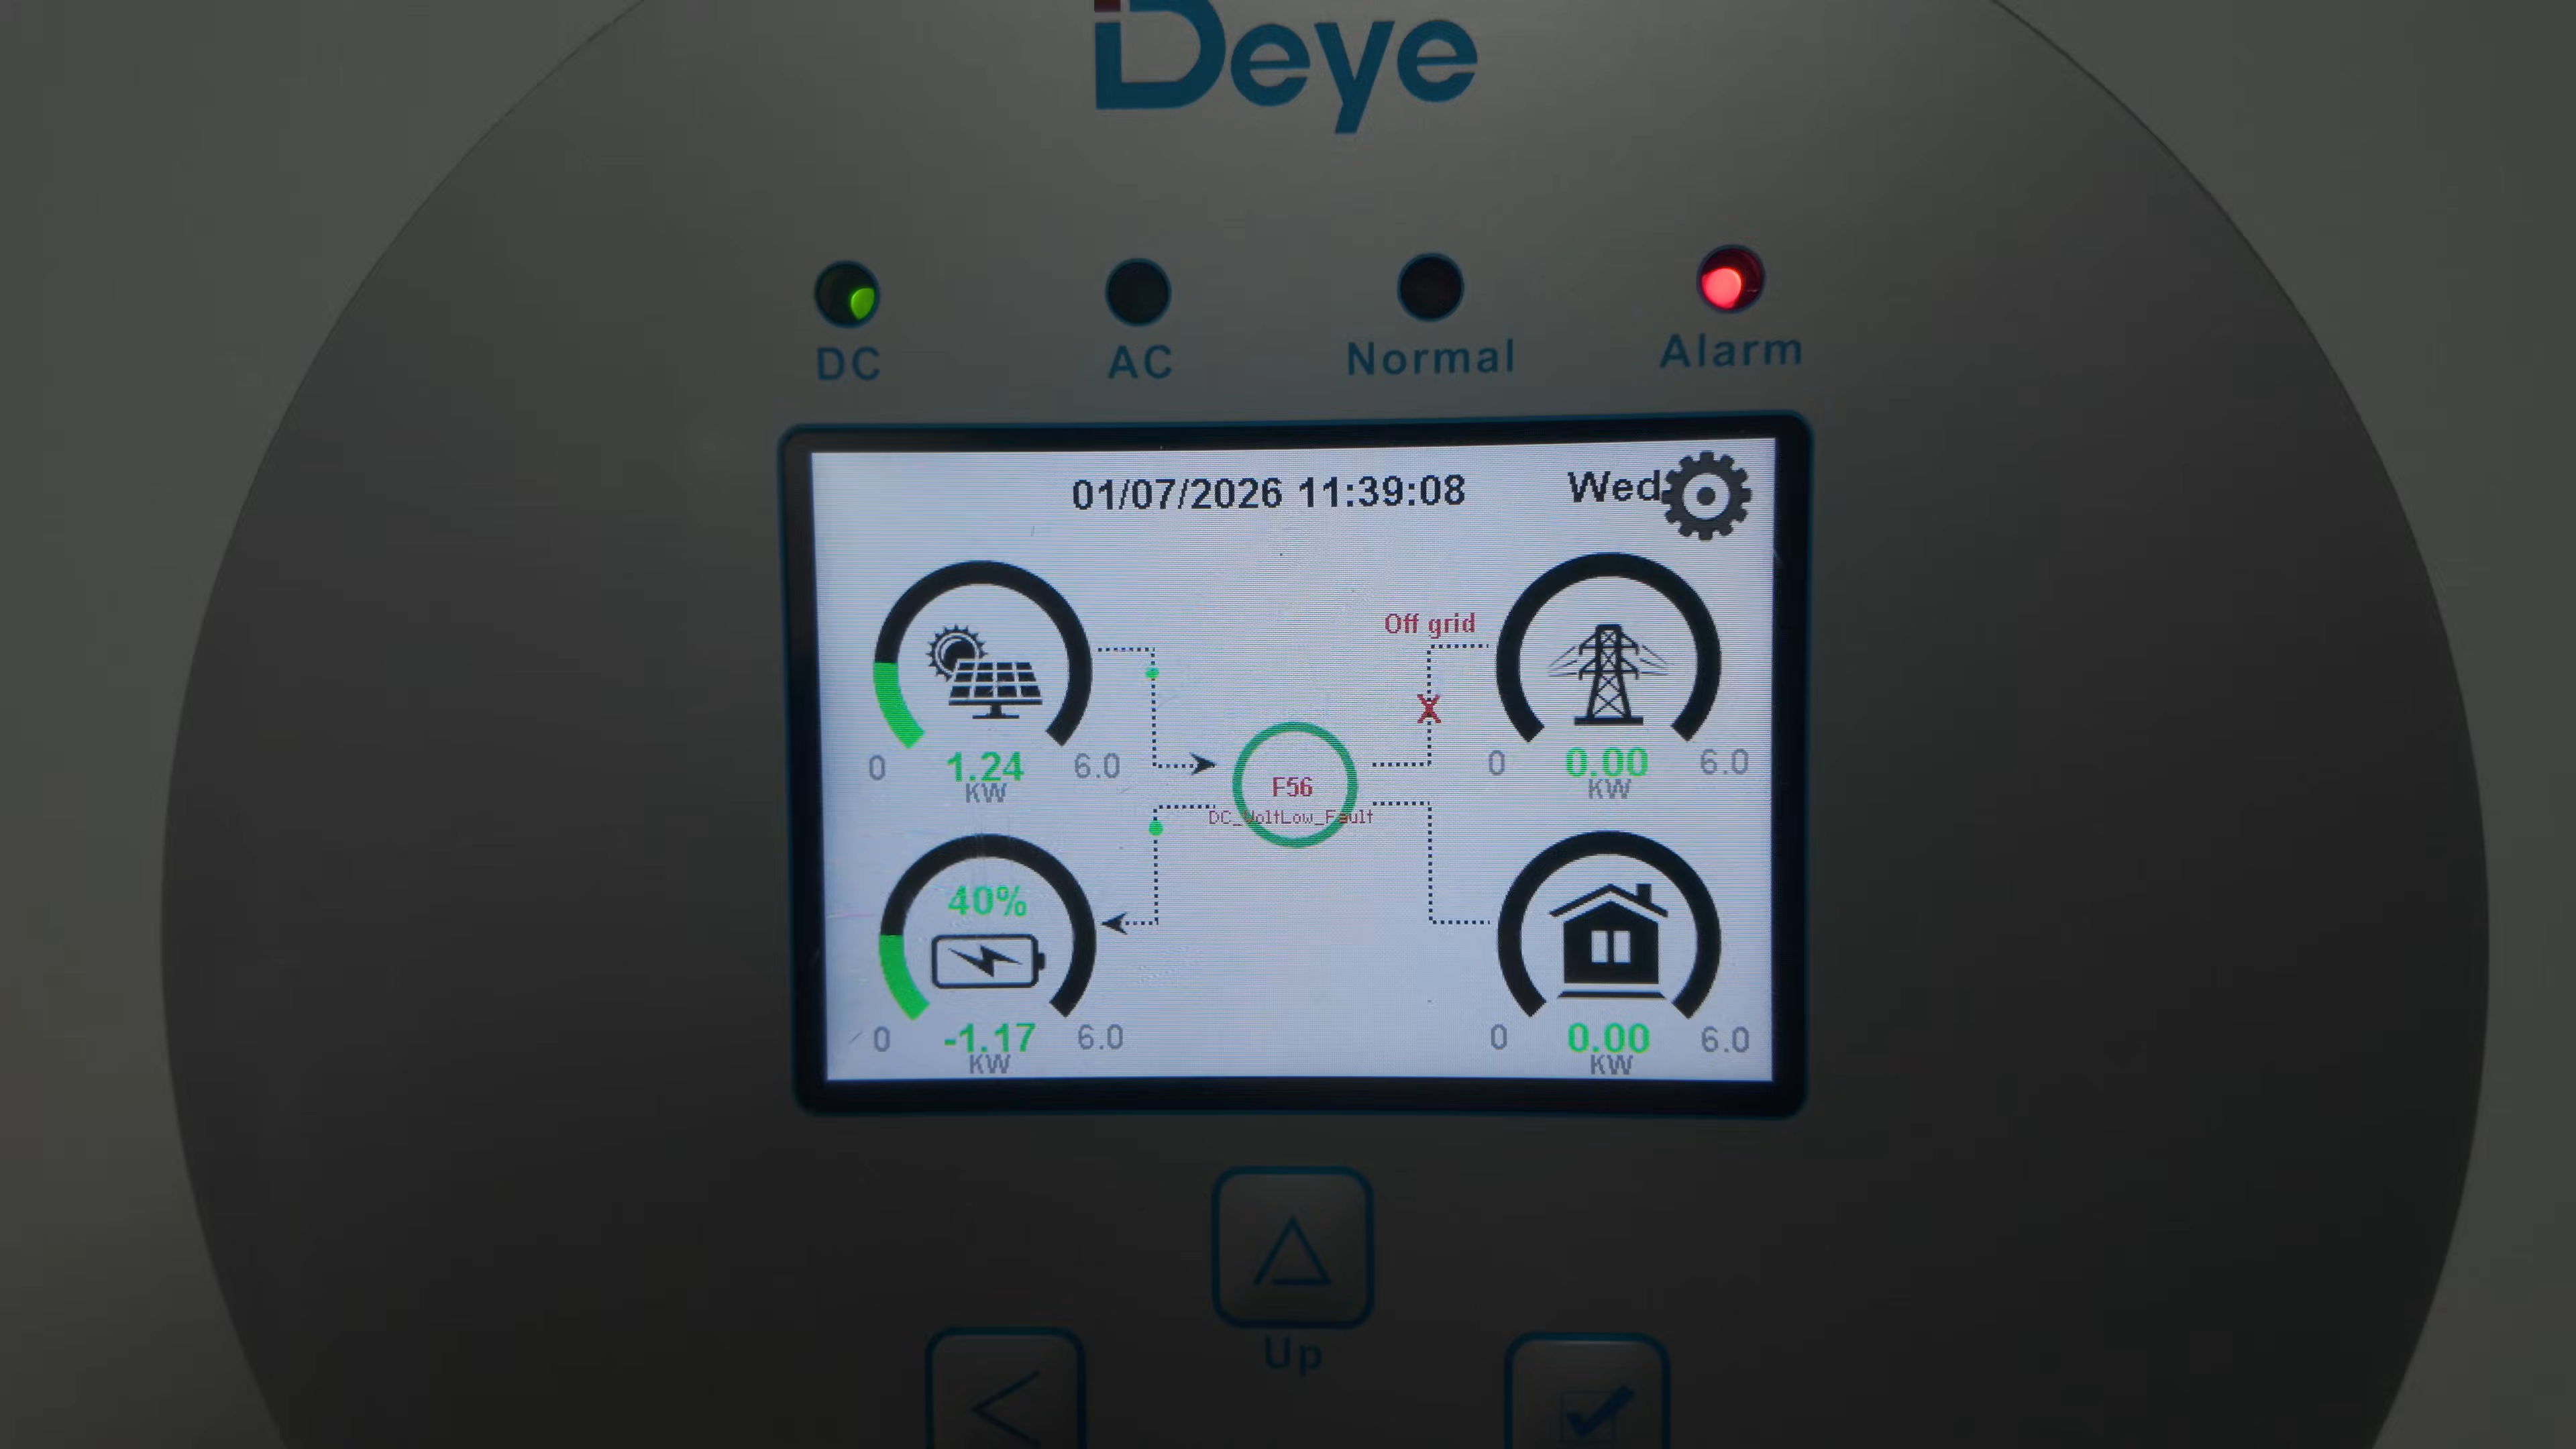 Deye
DC AC Normal Alarm
01/07/2026 11:39:08 Wed
Off grid
0 1.24 6.0
KW
0 0.00 6.0
KW
F56
DC_VoltLow_Fault
40%
0 -1.17 6.0
KW
0 0.00 6.0
KW
Up